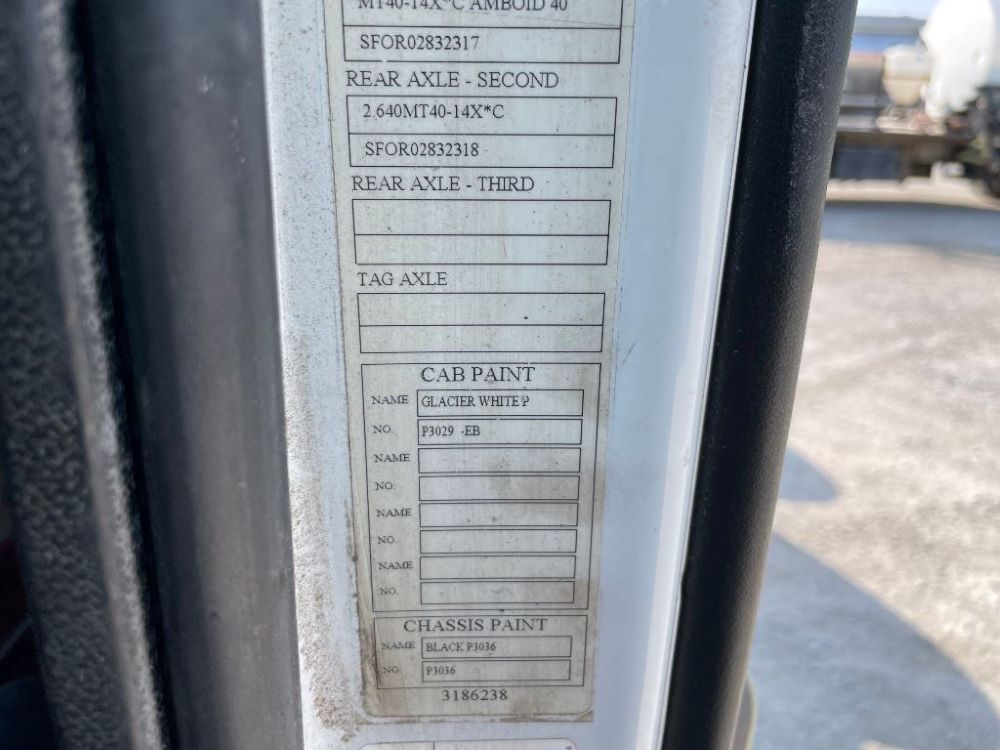 MT40-14X*C AMBOID 40
SFOR02832317
REAR AXLE - SECOND
2.640MT40-14X*C
SFOR02832318
REAR AXLE - THIRD
TAG AXLE
CAB PAINT
NAME GLACIER WHITE P
NO. P3029 -EB
NAME
NO.
NAME
NO.
NAME
NO.
CHASSIS PAINT
NAME BLACK P3036
NO. P3036
3186238